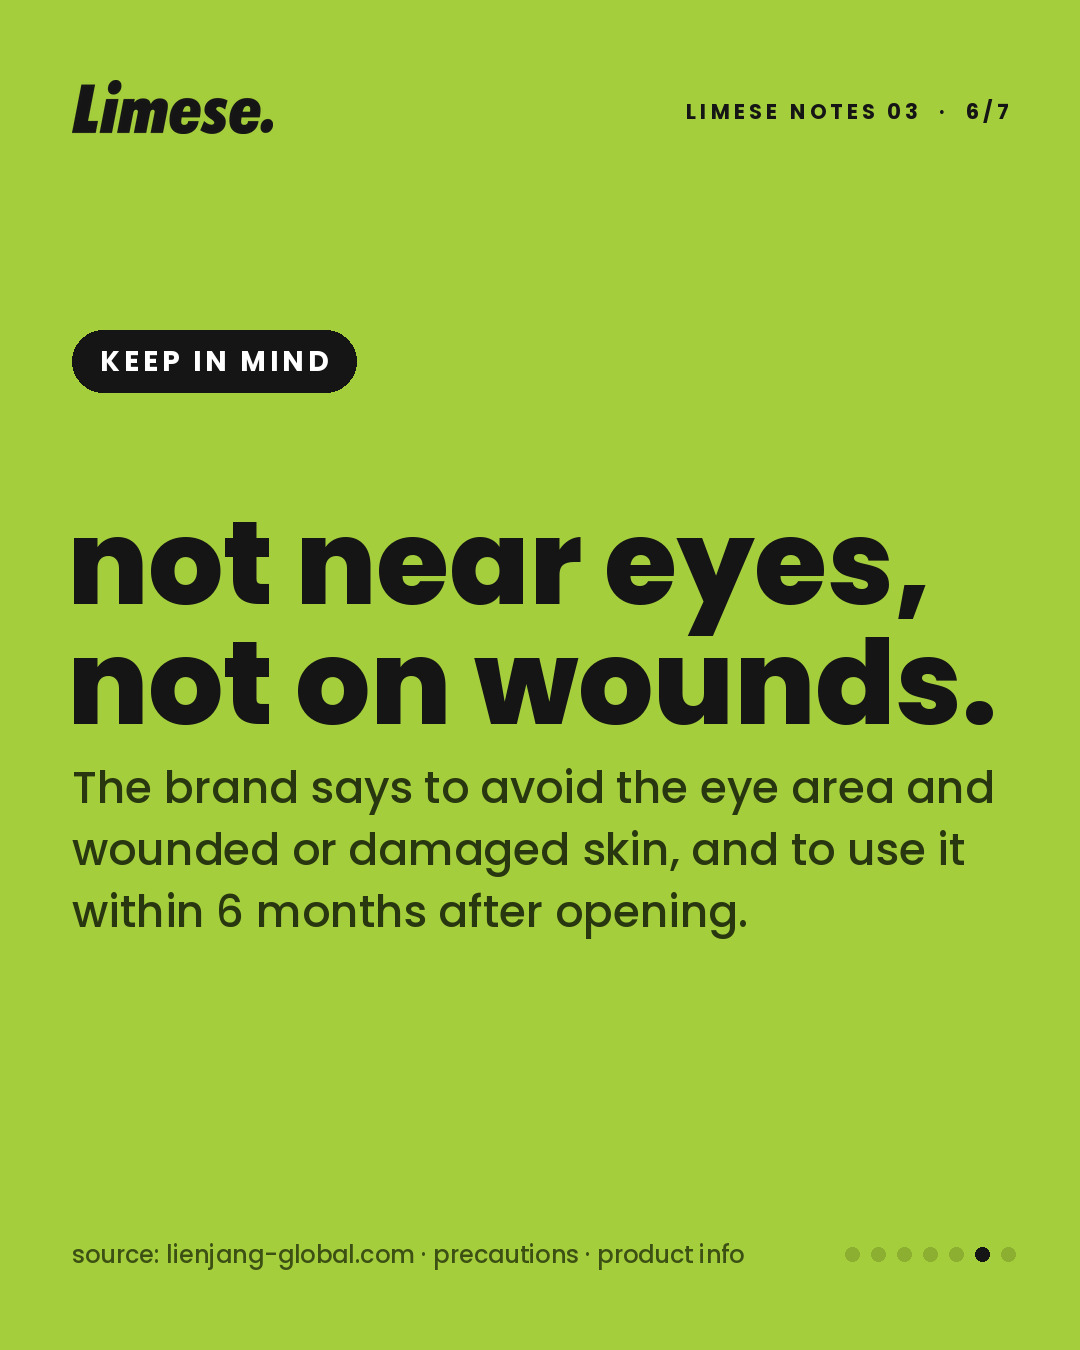 Limese.
LIMESE NOTES 03 · 6/7
KEEP IN MIND
not near eyes,
not on wounds.
The brand says to avoid the eye area and
wounded or damaged skin, and to use it
within 6 months after opening.
source: lienjang-global.com · precautions · product info